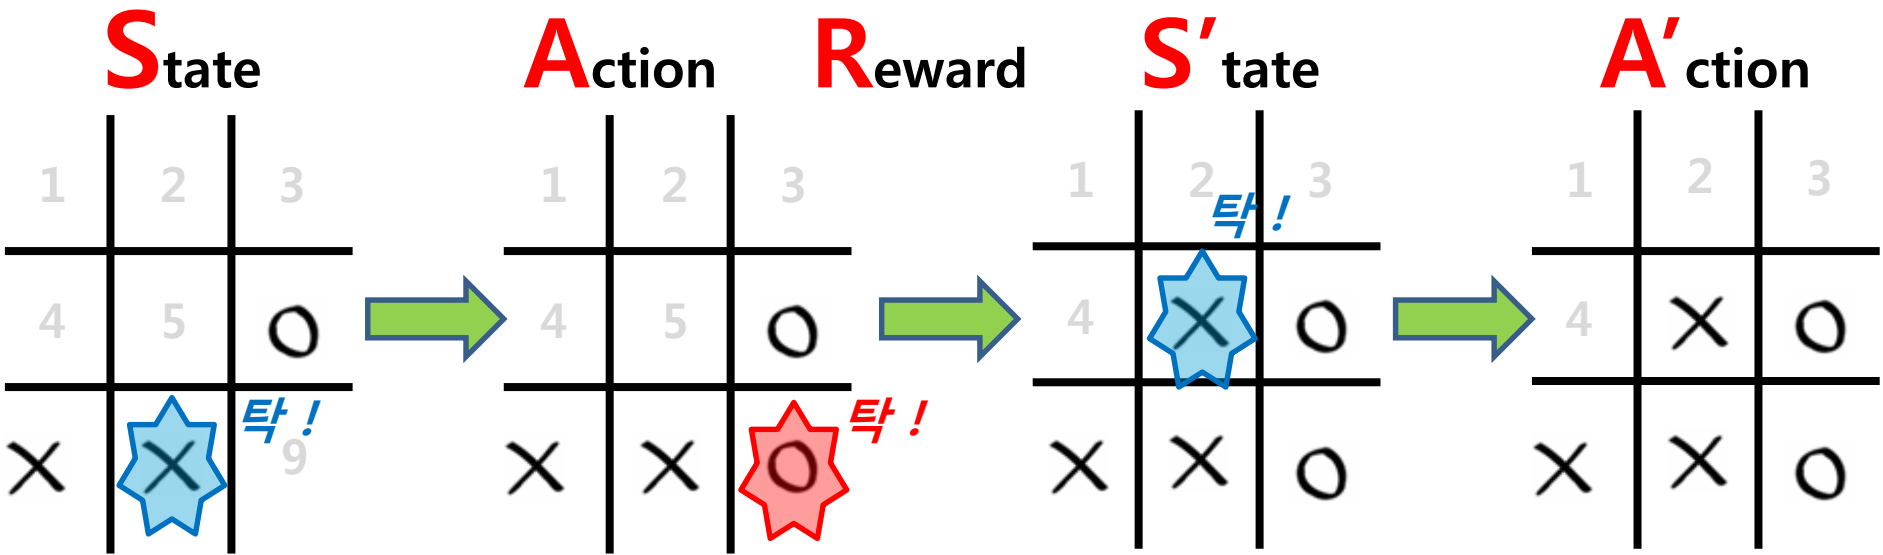 State Action Reward S'tate A'ction
1 2 3 1 2 3 1 2 3 1 2 3
탁!
4 5 O 4 5 O 4 X O 4 X O
탁! 탁!
X X 9 X X O X X O X X O